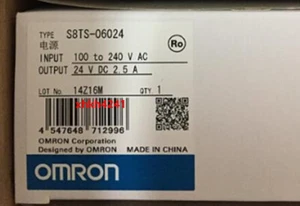 TYPE S8TS-06024
电源
Ro
INPUT 100 to 240 V AC
OUTPUT 24 V DC 2.5 A
LOT No. 14Z16M QTY 1
4 547648 712996
OMRON Corporation
Designed by OMRON MADE IN CHINA
OMRON